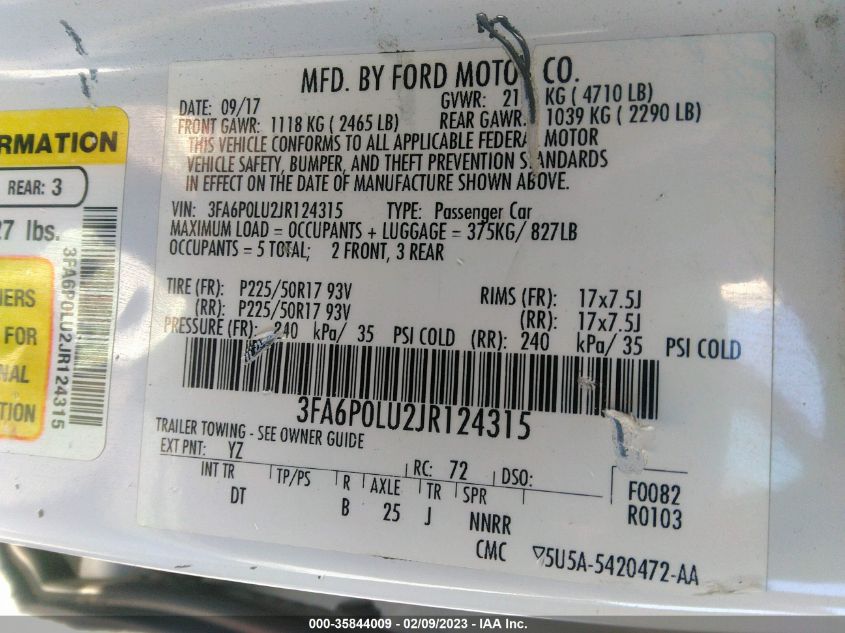 MFD. BY FORD MOTOR CO.
DATE: 09/17 GVWR: 21 KG ( 4710 LB)
FRONT GAWR: 1118 KG ( 2465 LB) REAR GAWR: 1039 KG ( 2290 LB)
THIS VEHICLE CONFORMS TO ALL APPLICABLE FEDERAL MOTOR
VEHICLE SAFETY, BUMPER, AND THEFT PREVENTION STANDARDS
IN EFFECT ON THE DATE OF MANUFACTURE SHOWN ABOVE.
VIN: 3FA6P0LU2JR124315 TYPE: Passenger Car
MAXIMUM LOAD = OCCUPANTS + LUGGAGE = 375KG/ 827LB
OCCUPANTS = 5 TOTAL; 2 FRONT, 3 REAR
TIRE (FR): P225/50R17 93V RIMS (FR): 17x7.5J
(RR): P225/50R17 93V (RR): 17x7.5J
PRESSURE (FR): 240 kPa/ 35 PSI COLD (RR): 240 kPa/ 35 PSI COLD
3FA6P0LU2JR124315
TRAILER TOWING - SEE OWNER GUIDE
EXT PNT: YZ RC: 72 DSO:
INT TR TP/PS R AXLE TR SPR F0082
DT B 25 J NNRR R0103
CMC ▽5U5A-5420472-AA
RMATION
REAR: 3
27 lbs.
NIERS
FOR
NAL
TION
3FA6P0LU2JR124315
000-35844009 - 02/09/2023 - IAA Inc.